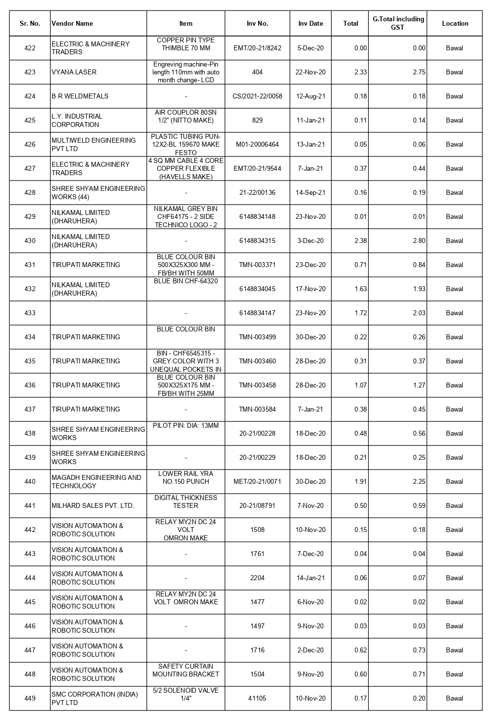 Sr. No. Vendor Name Item Inv No. Inv Date Total G.Total including GST Location
422 ELECTRIC & MACHINERY TRADERS COPPER PIN TYPE THIMBLE 70 MM EMT/20-21/8242 5-Dec-20 0.00 0.00 Bawal
423 VYANA LASER Engreving machine-Pin length 110mm with auto month change- LCD 404 22-Nov-20 2.33 2.75 Bawal
424 B R WELDMETALS - CS/2021-22/0058 12-Aug-21 0.18 0.18 Bawal
425 L.Y. INDUSTRIAL CORPORATION AIR COUPLOR 80SN 1/2" (NITTO MAKE) 829 11-Jan-21 0.11 0.14 Bawal
426 MULTIWELD ENGINEERING PVT LTD PLASTIC TUBING PUN-12X2-BL 159670 MAKE FESTO M01-20006464 13-Jan-21 0.05 0.06 Bawal
427 ELECTRIC & MACHINERY TRADERS 4 SQ MM CABLE 4 CORE COPPER FLEXIBLE (HAVELLS MAKE) EMT/20-21/9544 7-Jan-21 0.37 0.44 Bawal
428 SHREE SHYAM ENGINEERING WORKS (44) - 21-22/00136 14-Sep-21 0.16 0.19 Bawal
429 NILKAMAL LIMITED (DHARUHERA) NILKAMAL GREY BIN CHF64175 - 2 SIDE TECHNICO LOGO - 2 6148834148 23-Nov-20 0.01 0.01 Bawal
430 NILKAMAL LIMITED (DHARUHERA) - 6148834315 3-Dec-20 2.38 2.80 Bawal
431 TIRUPATI MARKETING BLUE COLOUR BIN 500X325X300 MM - FB/BH WITH 50MM TMN-003371 23-Dec-20 0.71 0.84 Bawal
432 NILKAMAL LIMITED (DHARUHERA) BLUE BIN CHF-64320 6148834045 17-Nov-20 1.63 1.93 Bawal
433 - 6148834147 23-Nov-20 1.72 2.03 Bawal
434 TIRUPATI MARKETING BLUE COLOUR BIN TMN-003499 30-Dec-20 0.22 0.26 Bawal
435 TIRUPATI MARKETING BIN - CHF6545315 - GREY COLOR WITH 3 UNEQUAL POCKETS IN TMN-003460 28-Dec-20 0.31 0.37 Bawal
436 TIRUPATI MARKETING BLUE COLOUR BIN 500X325X175 MM - FB/BH WITH 25MM TMN-003458 28-Dec-20 1.07 1.27 Bawal
437 TIRUPATI MARKETING - TMN-003584 7-Jan-21 0.38 0.45 Bawal
438 SHREE SHYAM ENGINEERING WORKS PILOT PIN: DIA: 13MM 20-21/00228 18-Dec-20 0.48 0.56 Bawal
439 SHREE SHYAM ENGINEERING WORKS - 20-21/00229 18-Dec-20 0.21 0.25 Bawal
440 MAGADH ENGINEERING AND TECHNOLOGY LOWER RAIL YRA NO.150 PUNCH MET/20-21/0071 30-Dec-20 1.91 2.25 Bawal
441 MILHARD SALES PVT. LTD. DIGITAL THICKNESS TESTER 20-21/08791 7-Nov-20 0.50 0.59 Bawal
442 VISION AUTOMATION & ROBOTIC SOLUTION RELAY MY2N DC 24 VOLT OMRON MAKE 1508 10-Nov-20 0.15 0.18 Bawal
443 VISION AUTOMATION & ROBOTIC SOLUTION - 1761 7-Dec-20 0.04 0.04 Bawal
444 VISION AUTOMATION & ROBOTIC SOLUTION - 2204 14-Jan-21 0.06 0.07 Bawal
445 VISION AUTOMATION & ROBOTIC SOLUTION RELAY MY2N DC 24 VOLT OMRON MAKE 1477 6-Nov-20 0.02 0.02 Bawal
446 VISION AUTOMATION & ROBOTIC SOLUTION - 1497 9-Nov-20 0.03 0.03 Bawal
447 VISION AUTOMATION & ROBOTIC SOLUTION - 1716 2-Dec-20 0.62 0.73 Bawal
448 VISION AUTOMATION & ROBOTIC SOLUTION SAFETY CURTAIN MOUNTING BRACKET 1504 9-Nov-20 0.60 0.71 Bawal
449 SMC CORPORATION (INDIA) PVT LTD 5/2 SOLENOID VALVE 1/4" 41105 10-Nov-20 0.17 0.20 Bawal